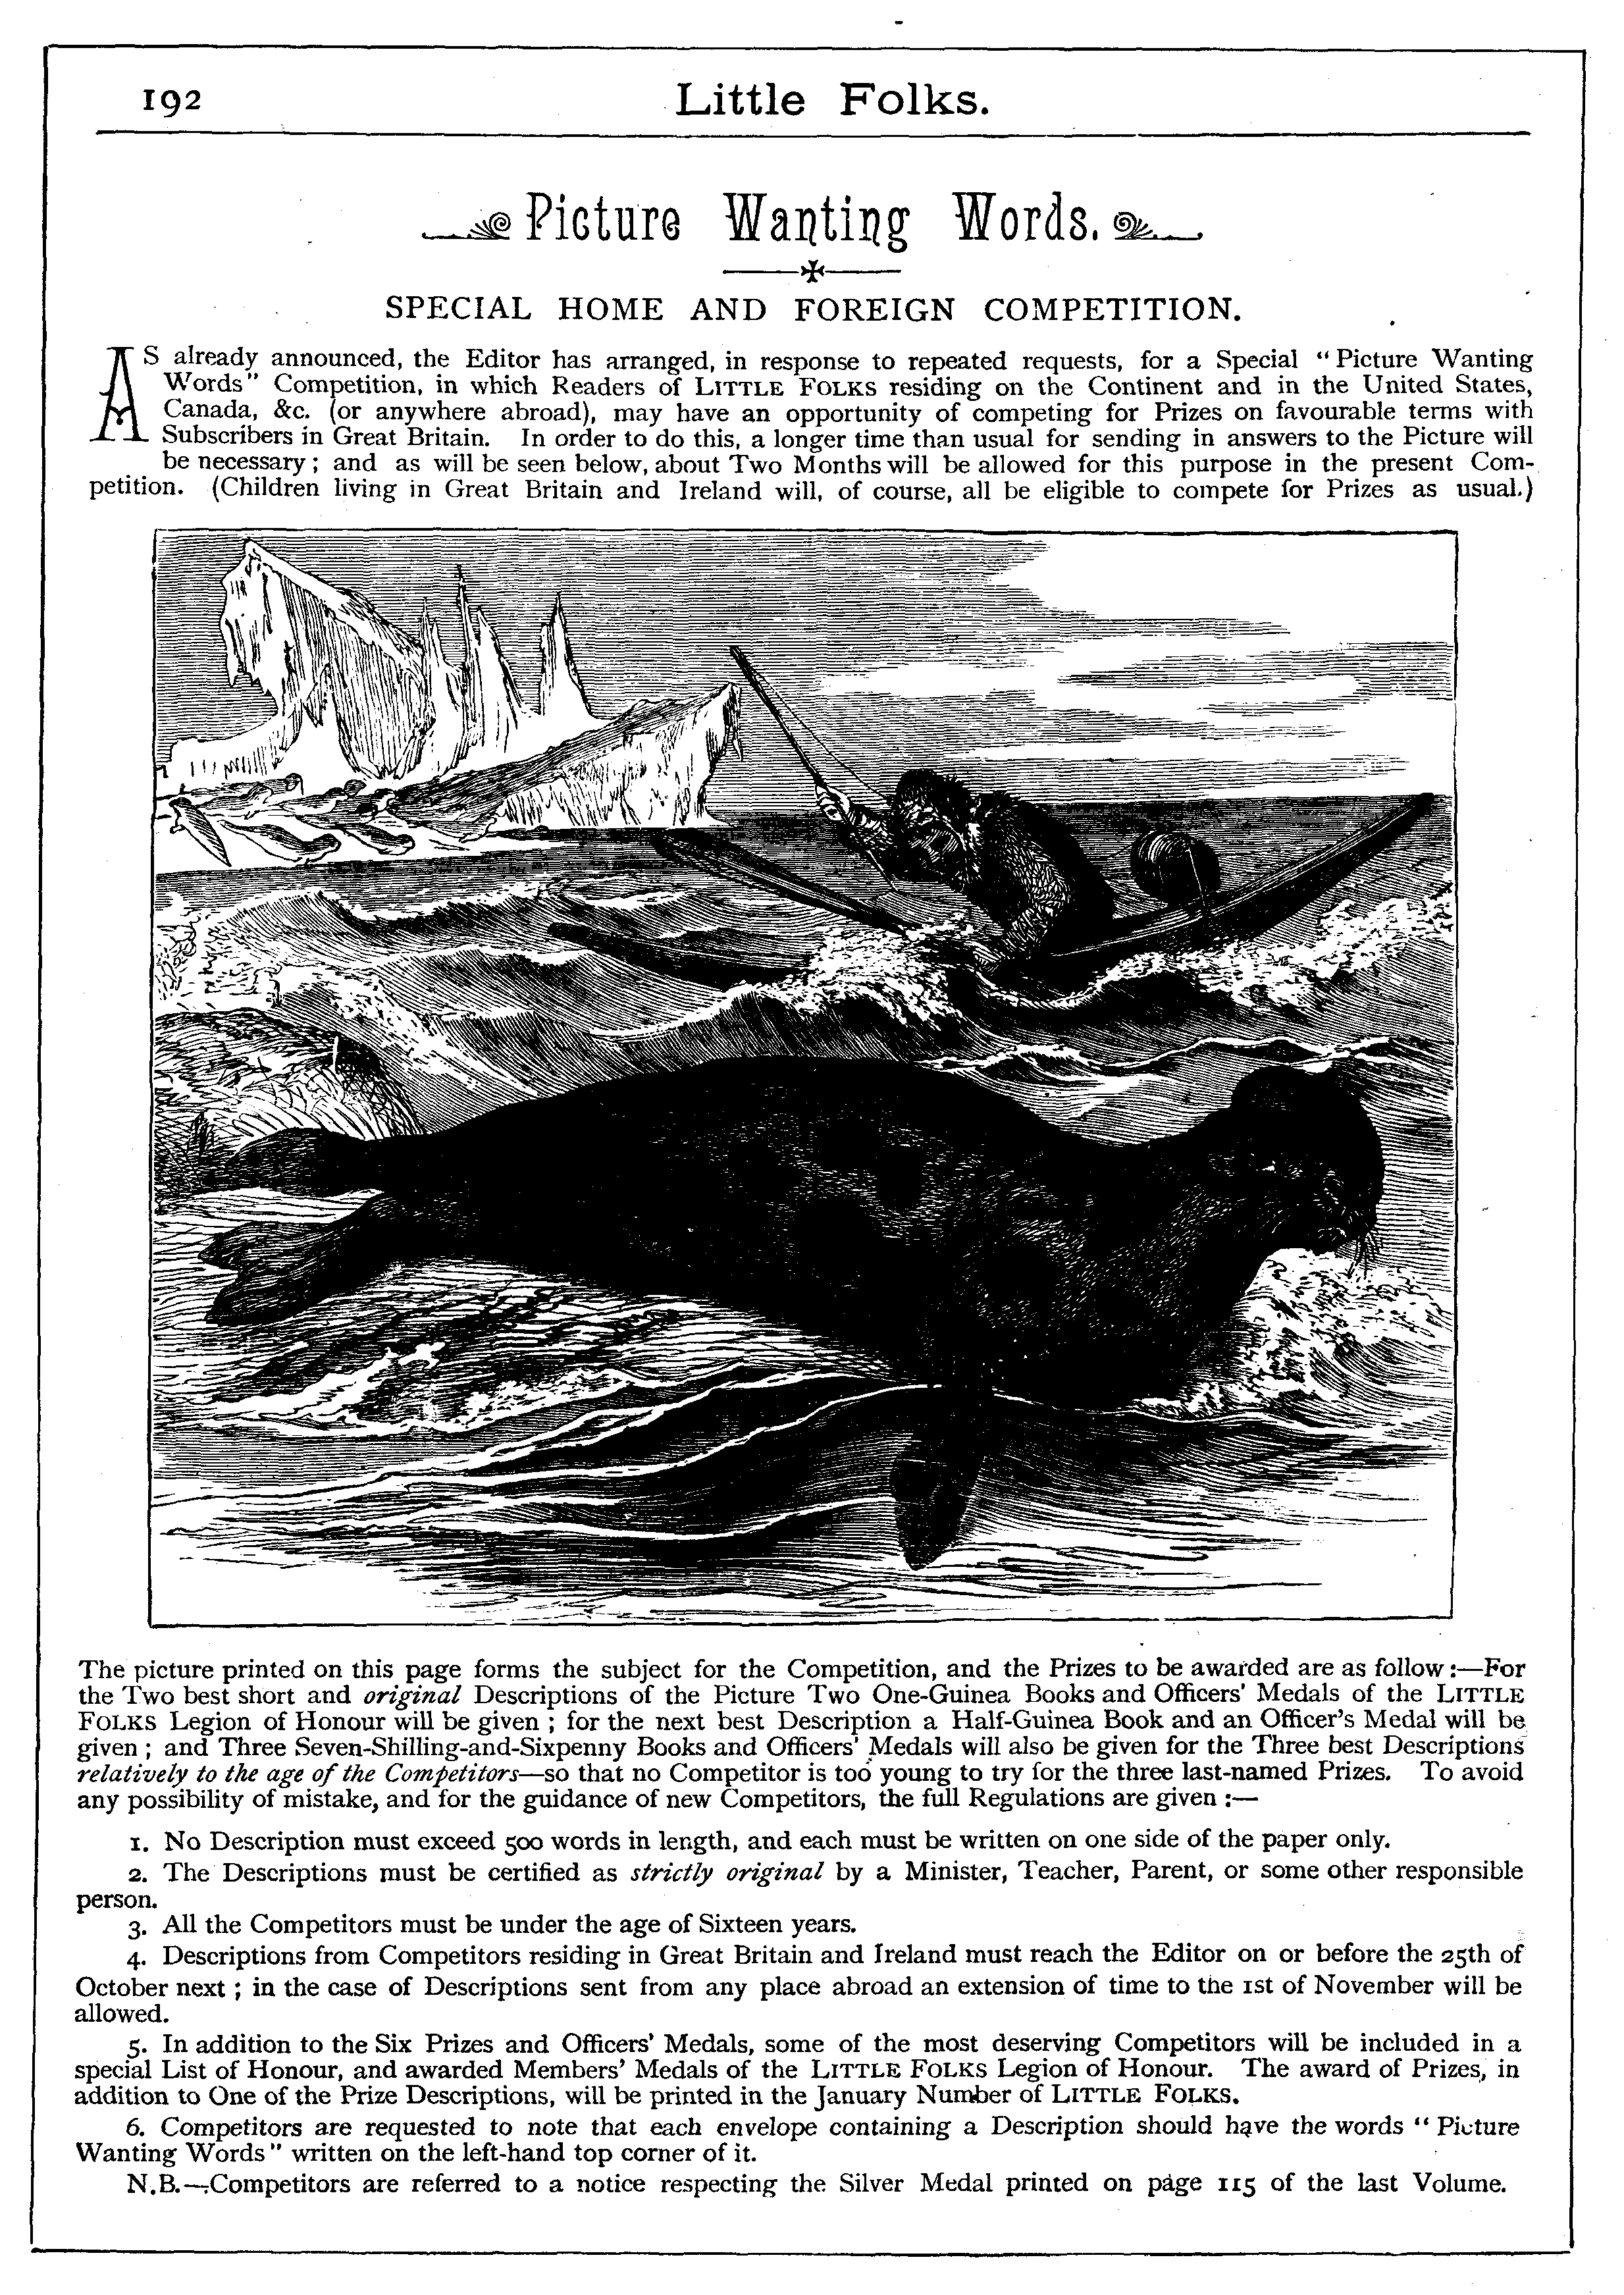 192
Little Folks.
Picture Wanting Words.
SPECIAL HOME AND FOREIGN COMPETITION.
AS already announced, the Editor has arranged, in response to repeated requests, for a Special "Picture Wanting
Words" Competition, in which Readers of LITTLE FOLKS residing on the Continent and in the United States,
Canada, &c. (or anywhere abroad), may have an opportunity of competing for Prizes on favourable terms with
Subscribers in Great Britain. In order to do this, a longer time than usual for sending in answers to the Picture will
be necessary; and as will be seen below, about Two Months will be allowed for this purpose in the present Com-
petition. (Children living in Great Britain and Ireland will, of course, all be eligible to compete for Prizes as usual.)
The picture printed on this page forms the subject for the Competition, and the Prizes to be awarded are as follow:—For
the Two best short and original Descriptions of the Picture Two One-Guinea Books and Officers' Medals of the LITTLE
FOLKS Legion of Honour will be given; for the next best Description a Half-Guinea Book and an Officer's Medal will be
given; and Three Seven-Shilling-and-Sixpenny Books and Officers' Medals will also be given for the Three best Descriptions
relatively to the age of the Competitors—so that no Competitor is too young to try for the three last-named Prizes. To avoid
any possibility of mistake, and for the guidance of new Competitors, the full Regulations are given:—
1. No Description must exceed 500 words in length, and each must be written on one side of the paper only.
2. The Descriptions must be certified as strictly original by a Minister, Teacher, Parent, or some other responsible
person.
3. All the Competitors must be under the age of Sixteen years.
4. Descriptions from Competitors residing in Great Britain and Ireland must reach the Editor on or before the 25th of
October next; in the case of Descriptions sent from any place abroad an extension of time to the 1st of November will be
allowed.
5. In addition to the Six Prizes and Officers' Medals, some of the most deserving Competitors will be included in a
special List of Honour, and awarded Members' Medals of the LITTLE FOLKS Legion of Honour. The award of Prizes, in
addition to One of the Prize Descriptions, will be printed in the January Number of LITTLE FOLKS.
6. Competitors are requested to note that each envelope containing a Description should have the words "Picture
Wanting Words" written on the left-hand top corner of it.
N.B.—Competitors are referred to a notice respecting the Silver Medal printed on page 115 of the last Volume.